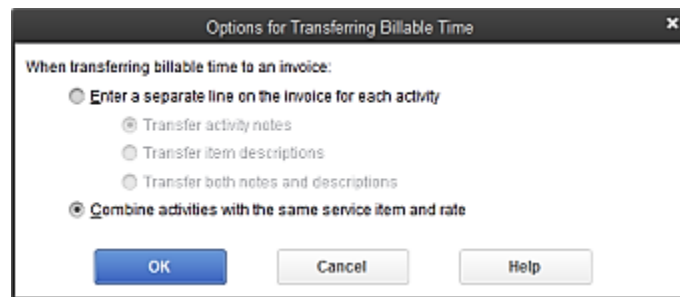 Options for Transferring Billable Time
When transferring billable time to an invoice:
Enter a separate line on the invoice for each activity
Transfer activity notes
Transfer item descriptions
Transfer both notes and descriptions
Combine activities with the same service item and rate
OK Cancel Help